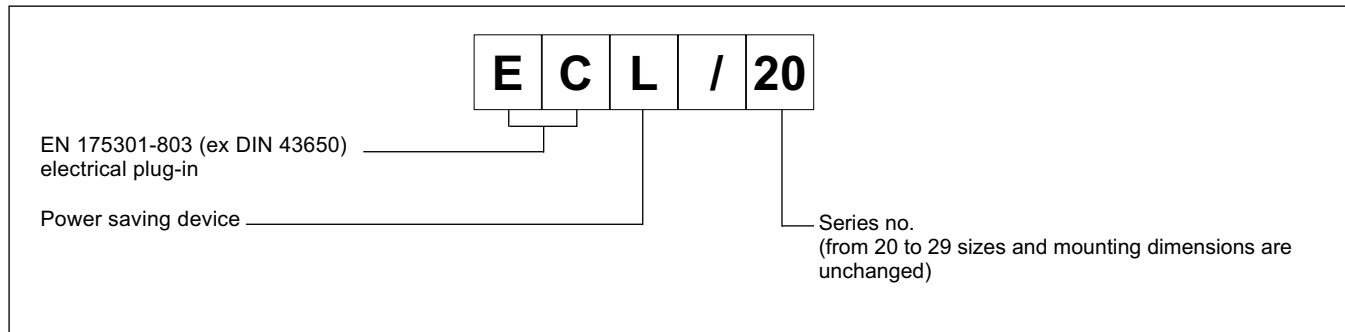 E C L / 20
EN 175301-803 (ex DIN 43650)
electrical plug-in
Power saving device
Series no.
(from 20 to 29 sizes and mounting dimensions are
unchanged)